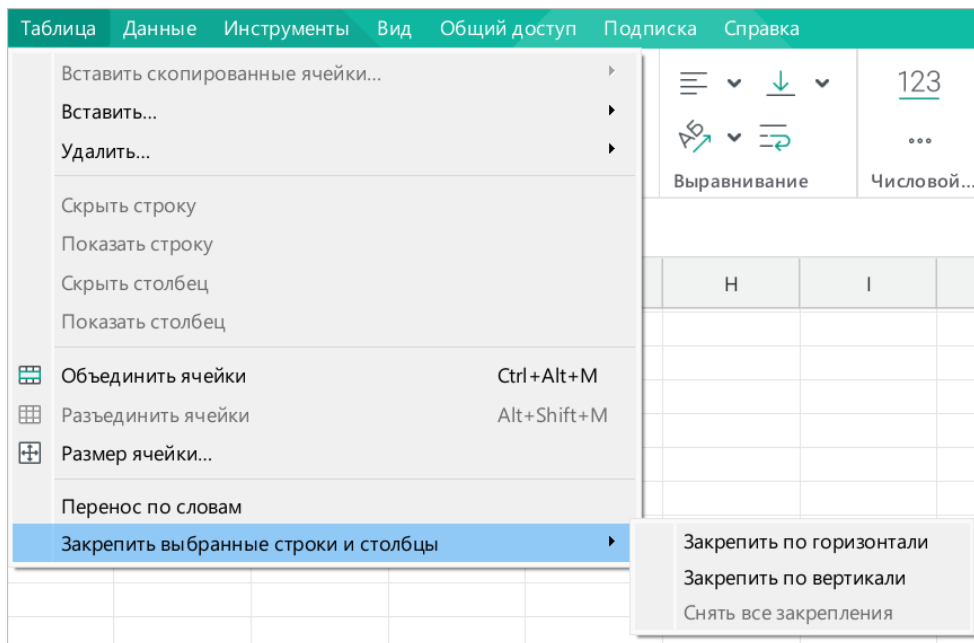 Таблица Данные Инструменты Вид Общий доступ Подписка Справка
Вставить скопированные ячейки...
Вставить...
Удалить...
Скрыть строку
Показать строку
Скрыть столбец
Показать столбец
Объединить ячейки Ctrl+Alt+M
Разъединить ячейки Alt+Shift+M
Размер ячейки...
Перенос по словам
Закрепить выбранные строки и столбцы
Закрепить по горизонтали
Закрепить по вертикали
Снять все закрепления
123
АБ
Выравнивание Числовой...
H I